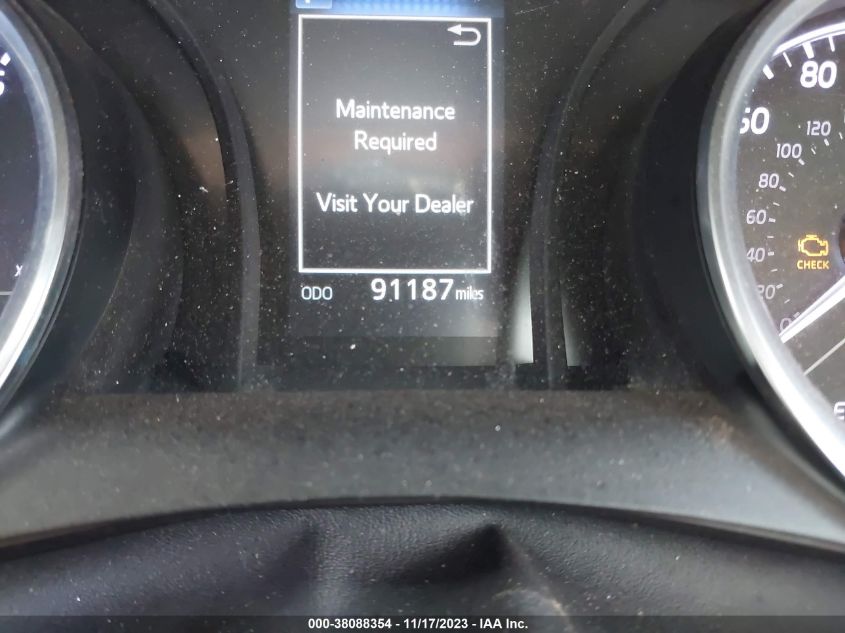 Maintenance
Required
Visit Your Dealer
ODO 91187 miles
80
120
100
80
60
40
20
0
CHECK
000-38088354 - 11/17/2023 - IAA Inc.